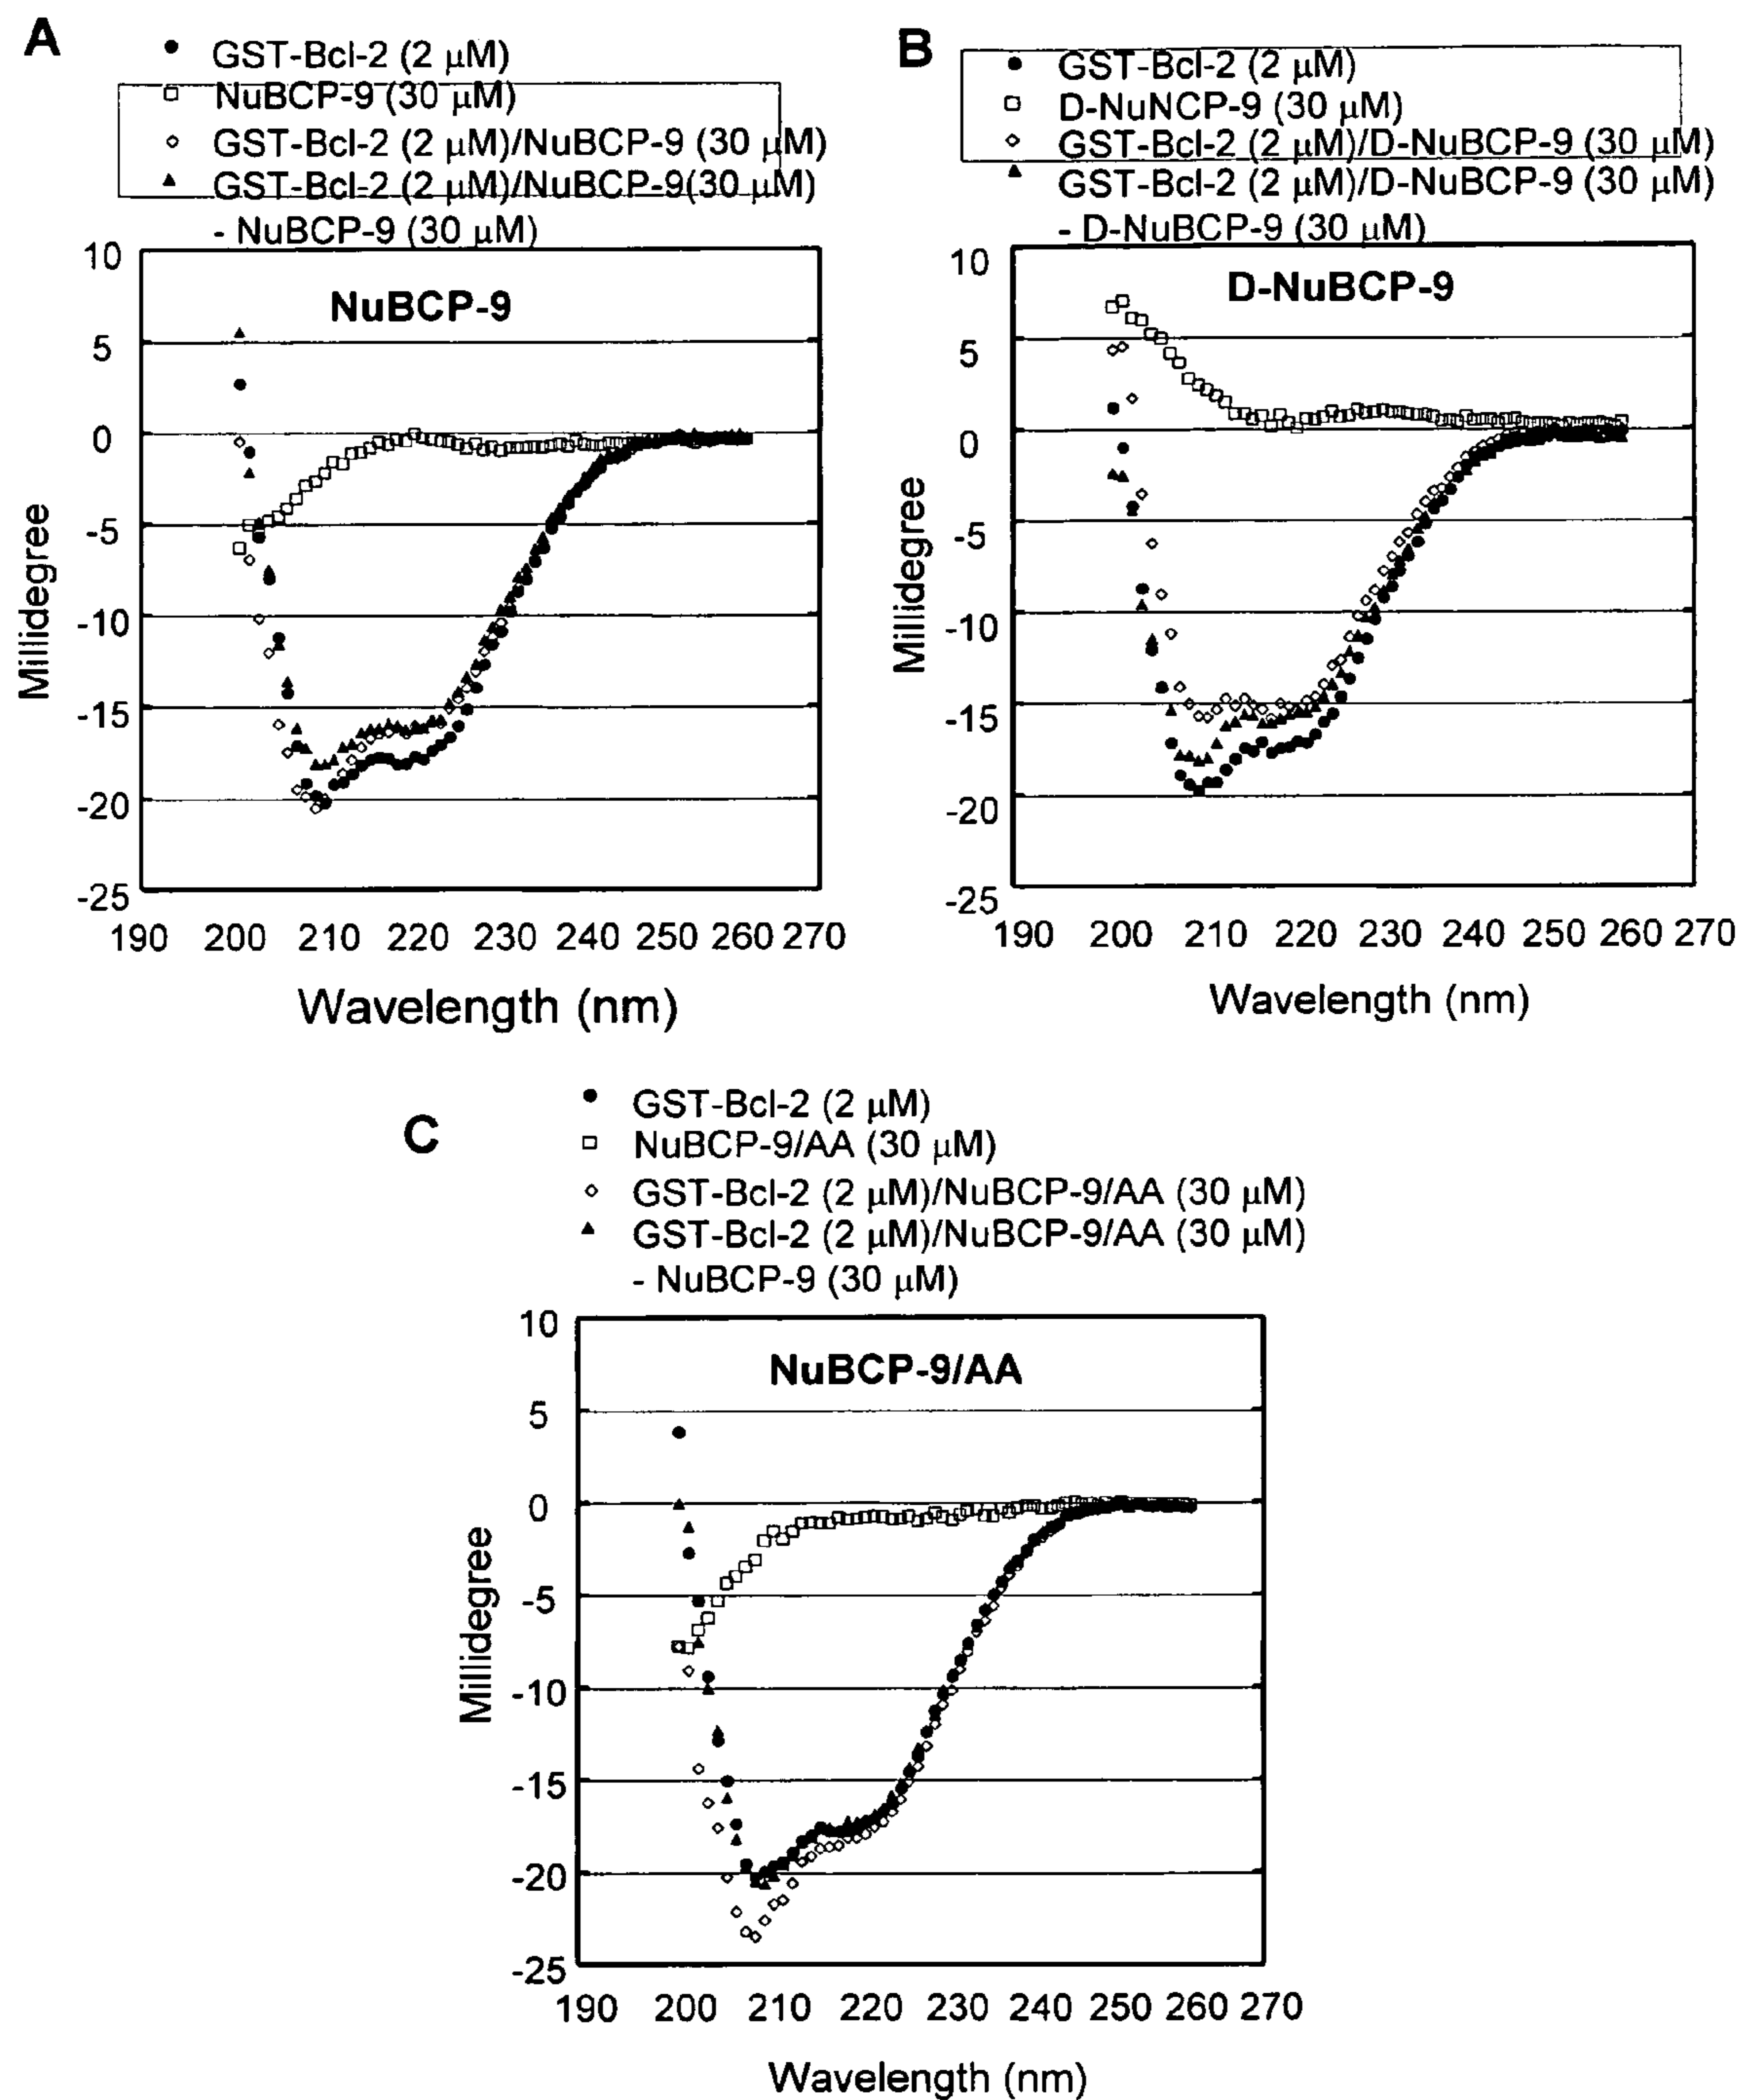 A
GST-Bcl-2 (2 µM)
NuBCP-9 (30 µM)
GST-Bcl-2 (2 µM)/NuBCP-9 (30 µM)
GST-Bcl-2 (2 µM)/NuBCP-9(30 µM)
- NuBCP-9 (30 µM)
NuBCP-9
10
5
0
-5
-10
-15
-20
-25
Millidegree
190 200 210 220 230 240 250 260 270
Wavelength (nm)
B
GST-Bcl-2 (2 µM)
D-NuNCP-9 (30 µM)
GST-Bcl-2 (2 µM)/D-NuBCP-9 (30 µM)
GST-Bcl-2 (2 µM)/D-NuBCP-9 (30 µM)
- D-NuBCP-9 (30 µM)
D-NuBCP-9
10
5
0
-5
-10
-15
-20
-25
Millidegree
190 200 210 220 230 240 250 260 270
Wavelength (nm)
C
GST-Bcl-2 (2 µM)
NuBCP-9/AA (30 µM)
GST-Bcl-2 (2 µM)/NuBCP-9/AA (30 µM)
GST-Bcl-2 (2 µM)/NuBCP-9/AA (30 µM)
- NuBCP-9 (30 µM)
NuBCP-9/AA
10
5
0
-5
-10
-15
-20
-25
Millidegree
190 200 210 220 230 240 250 260 270
Wavelength (nm)